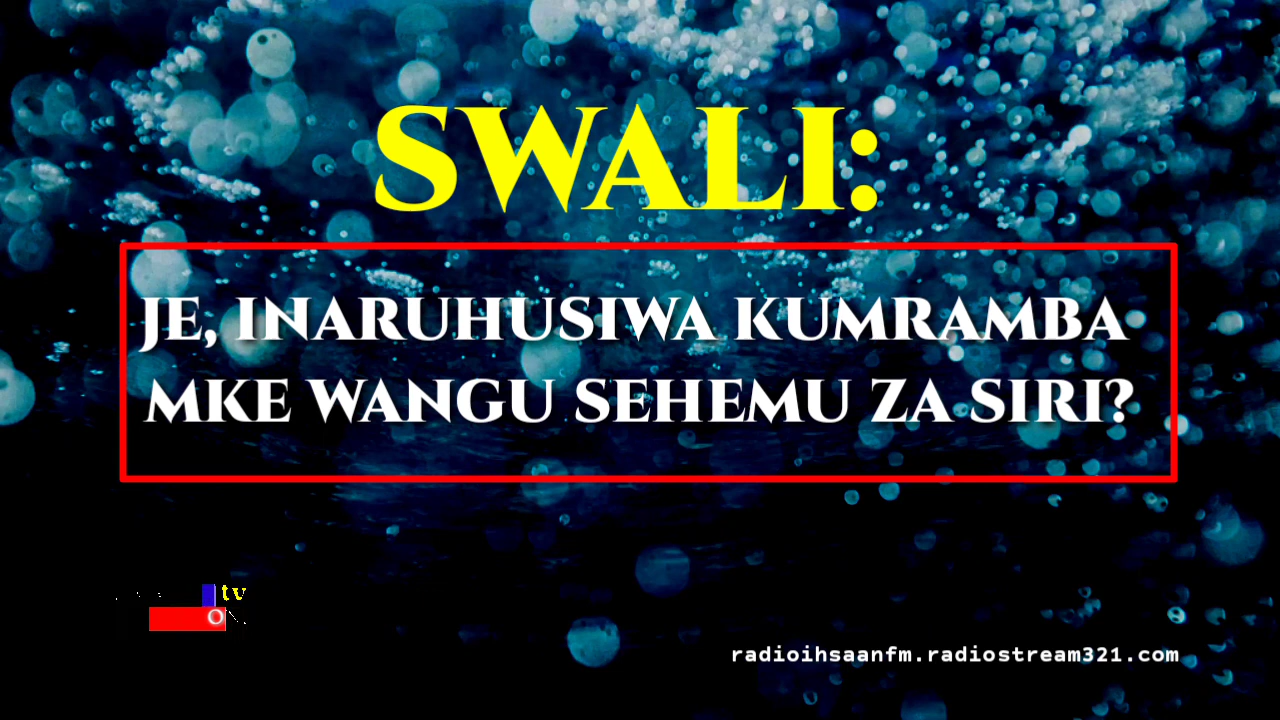 SWALI:
JE, INARUHUSIWA KUMRAMBA
MKE WANGU SEHEMU ZA SIRI?
tv
O
radioihsaanfm.radiostream321.com